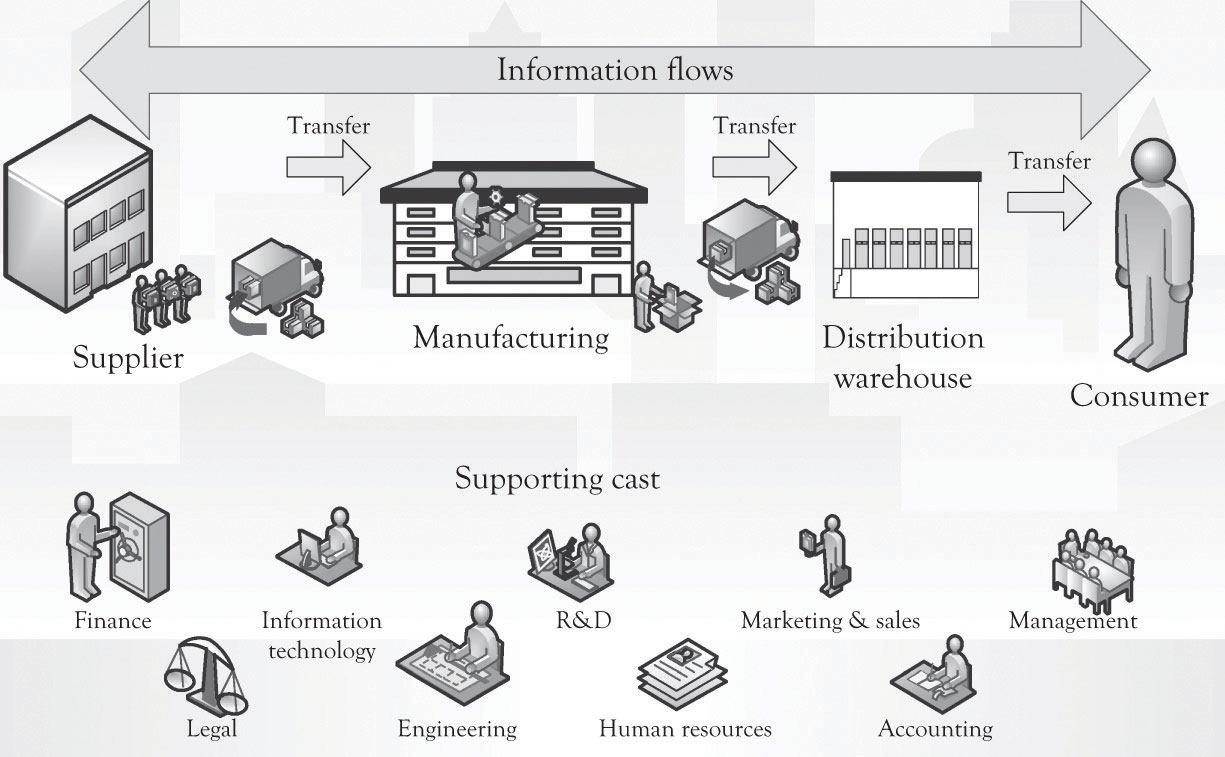 Information flows
Transfer
Transfer
Transfer
Supplier
Manufacturing
Distribution
warehouse
Consumer
Supporting cast
Finance
Information
technology
R&D
Marketing & sales
Management
Legal
Engineering
Human resources
Accounting